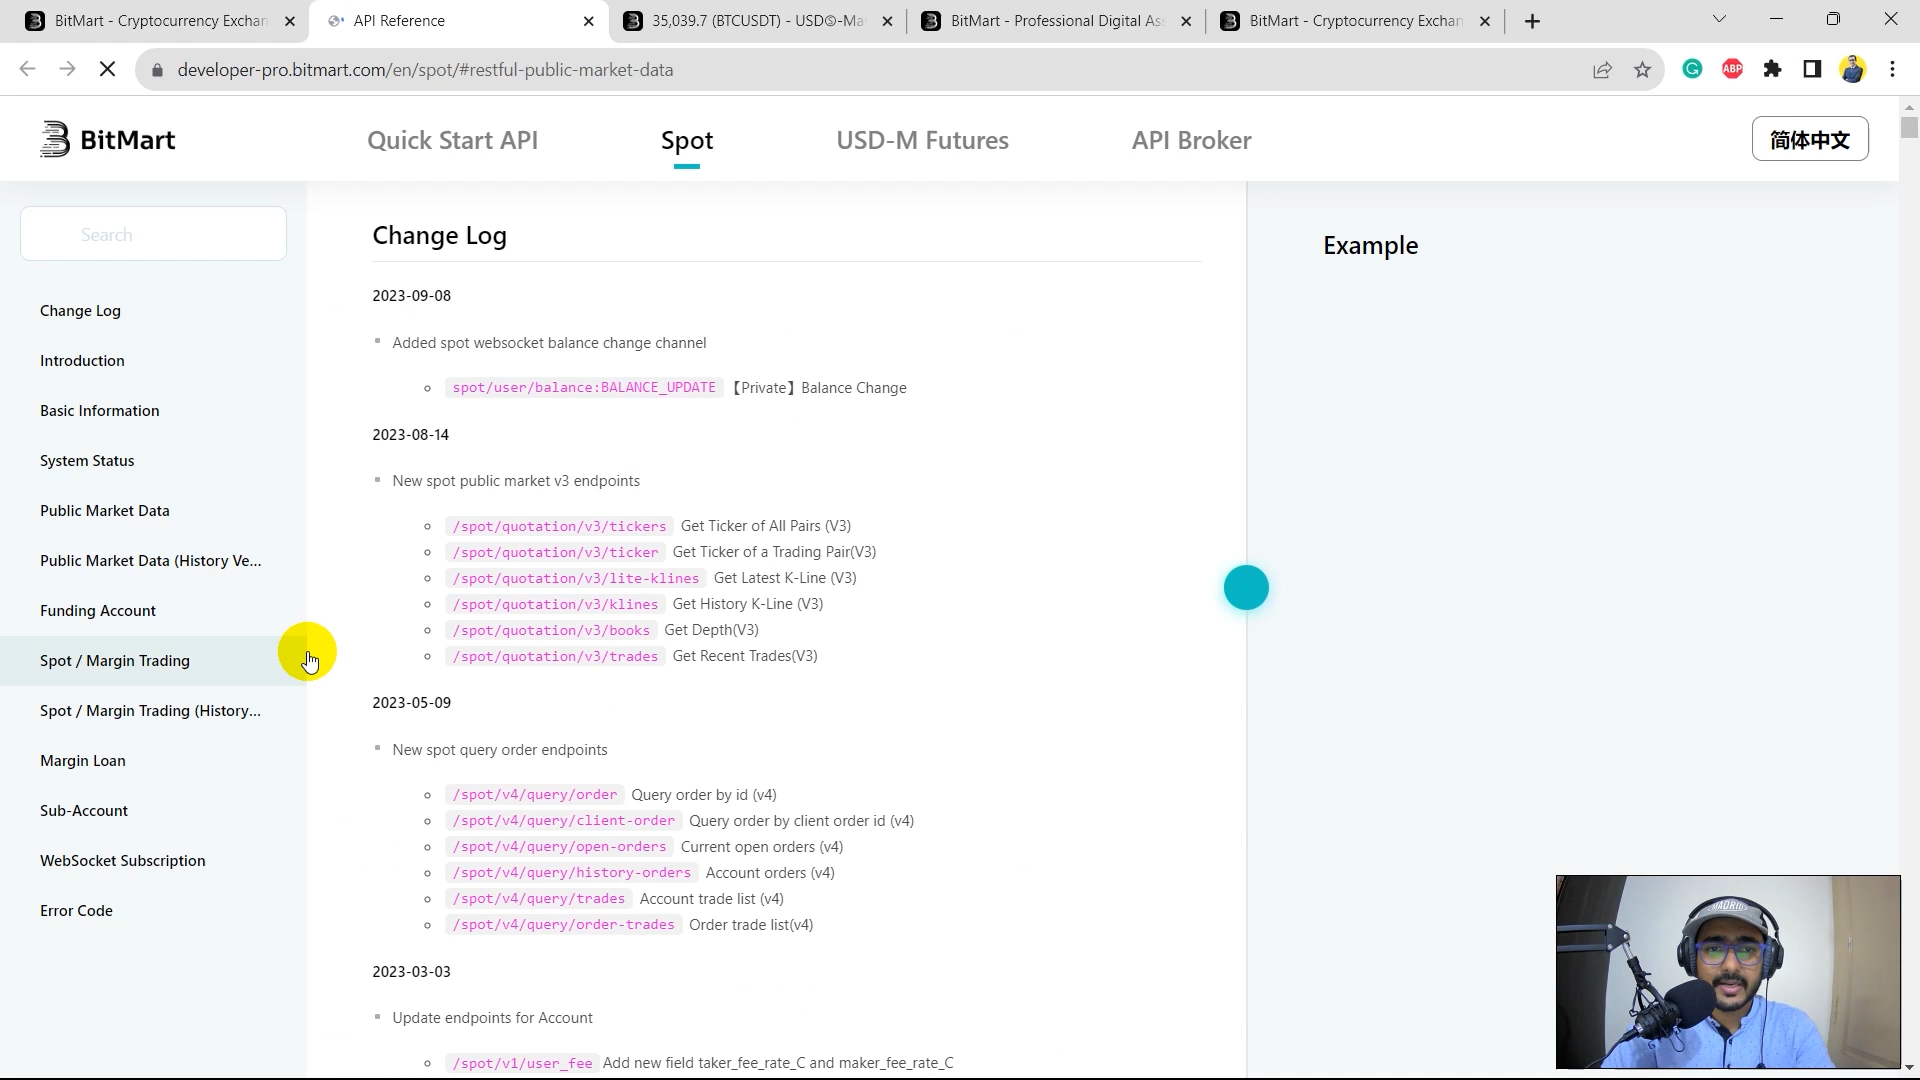 BitMart - Cryptocurrency Exchan
API Reference
35,039.7 (BTCUSDT) - USDⓈ-Ma
BitMart - Professional Digital Ass
BitMart - Cryptocurrency Exchan
developer-pro.bitmart.com/en/spot/#restful-public-market-data
ABP
BitMart
Quick Start API
Spot
USD-M Futures
API Broker
简体中文
Search
Change Log
Introduction
Basic Information
System Status
Public Market Data
Public Market Data (History Ve...
Funding Account
Spot / Margin Trading
Spot / Margin Trading (History...
Margin Loan
Sub-Account
WebSocket Subscription
Error Code
Change Log
2023-09-08
Added spot websocket balance change channel
spot/user/balance:BALANCE_UPDATE 【Private】Balance Change
2023-08-14
New spot public market v3 endpoints
/spot/quotation/v3/tickers Get Ticker of All Pairs (V3)
/spot/quotation/v3/ticker Get Ticker of a Trading Pair(V3)
/spot/quotation/v3/lite-klines Get Latest K-Line (V3)
/spot/quotation/v3/klines Get History K-Line (V3)
/spot/quotation/v3/books Get Depth(V3)
/spot/quotation/v3/trades Get Recent Trades(V3)
2023-05-09
New spot query order endpoints
/spot/v4/query/order Query order by id (v4)
/spot/v4/query/client-order Query order by client order id (v4)
/spot/v4/query/open-orders Current open orders (v4)
/spot/v4/query/history-orders Account orders (v4)
/spot/v4/query/trades Account trade list (v4)
/spot/v4/query/order-trades Order trade list(v4)
2023-03-03
Update endpoints for Account
/spot/v1/user_fee Add new field taker_fee_rate_C and maker_fee_rate_C
Example